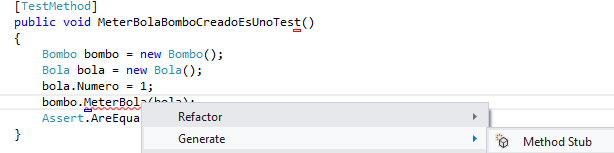 [TestMethod]
public void MeterBolaBomboCreadoEsUnoTest()
{
Bombo bombo = new Bombo();
Bola bola = new Bola();
bola.Numero = 1;
bombo.MeterBola(bola);
Assert.AreEqua
}
Refactor
Generate
Method Stub